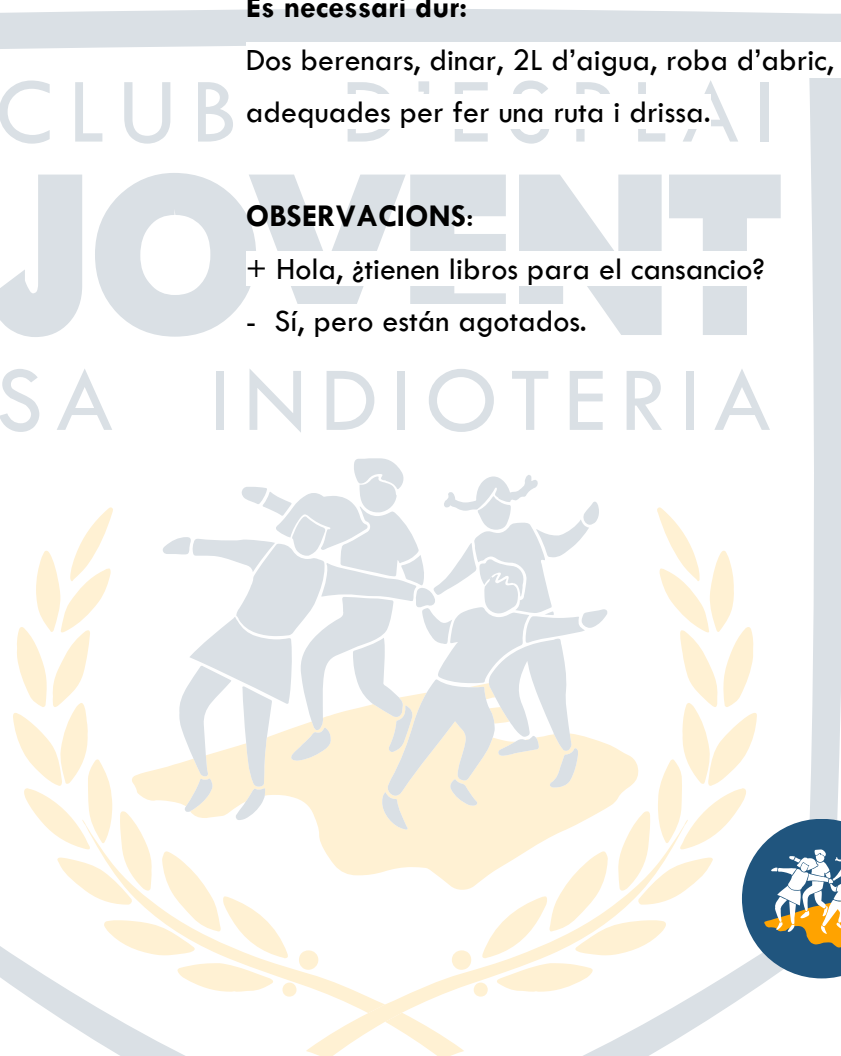 És necessari dur:
Dos berenars, dinar, 2L d'aigua, roba d'abric,
adequades per fer una ruta i drissa.
OBSERVACIONS:
+ Hola, ¿tienen libros para el cansancio?
- Sí, pero están agotados.
CLUB D'ESPLAI
JOVENT
SA INDIOTERIA